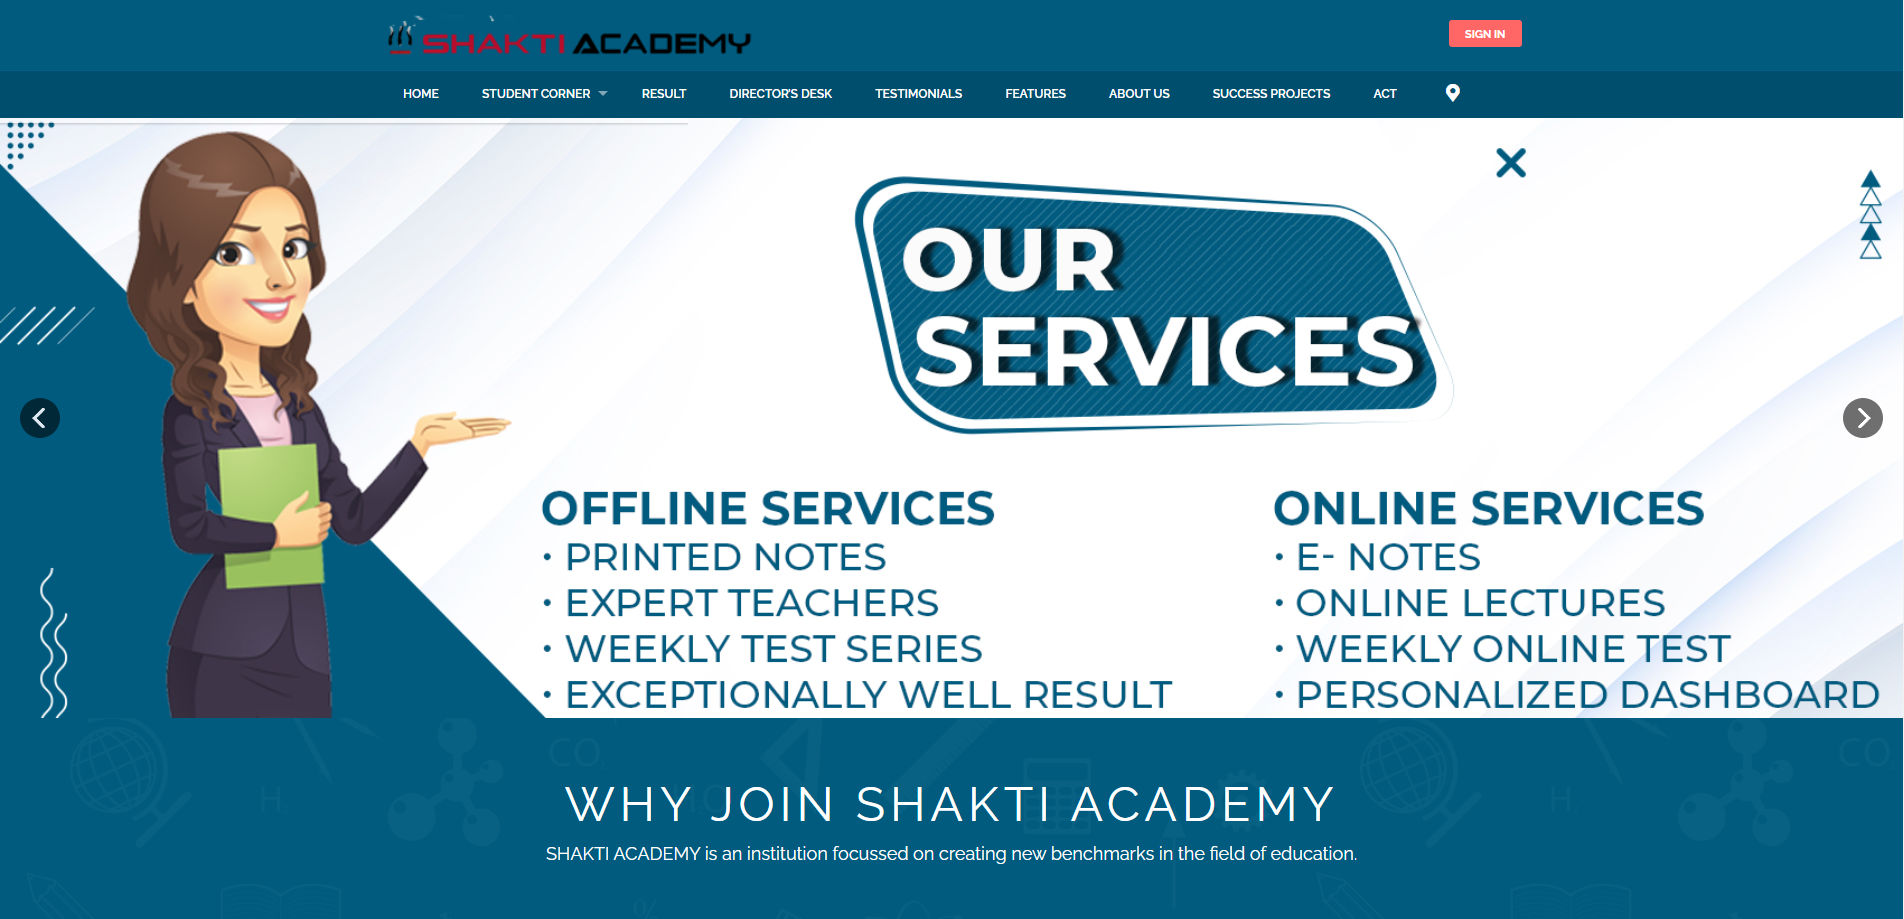 SHAKTI ACADEMY
SIGN IN
HOME STUDENT CORNER RESULT DIRECTOR'S DESK TESTIMONIALS FEATURES ABOUT US SUCCESS PROJECTS ACT
OUR
SERVICES
OFFLINE SERVICES
• PRINTED NOTES
• EXPERT TEACHERS
• WEEKLY TEST SERIES
• EXCEPTIONALLY WELL RESULT
ONLINE SERVICES
• E- NOTES
• ONLINE LECTURES
• WEEKLY ONLINE TEST
• PERSONALIZED DASHBOARD
WHY JOIN SHAKTI ACADEMY
SHAKTI ACADEMY is an institution focussed on creating new benchmarks in the field of education.